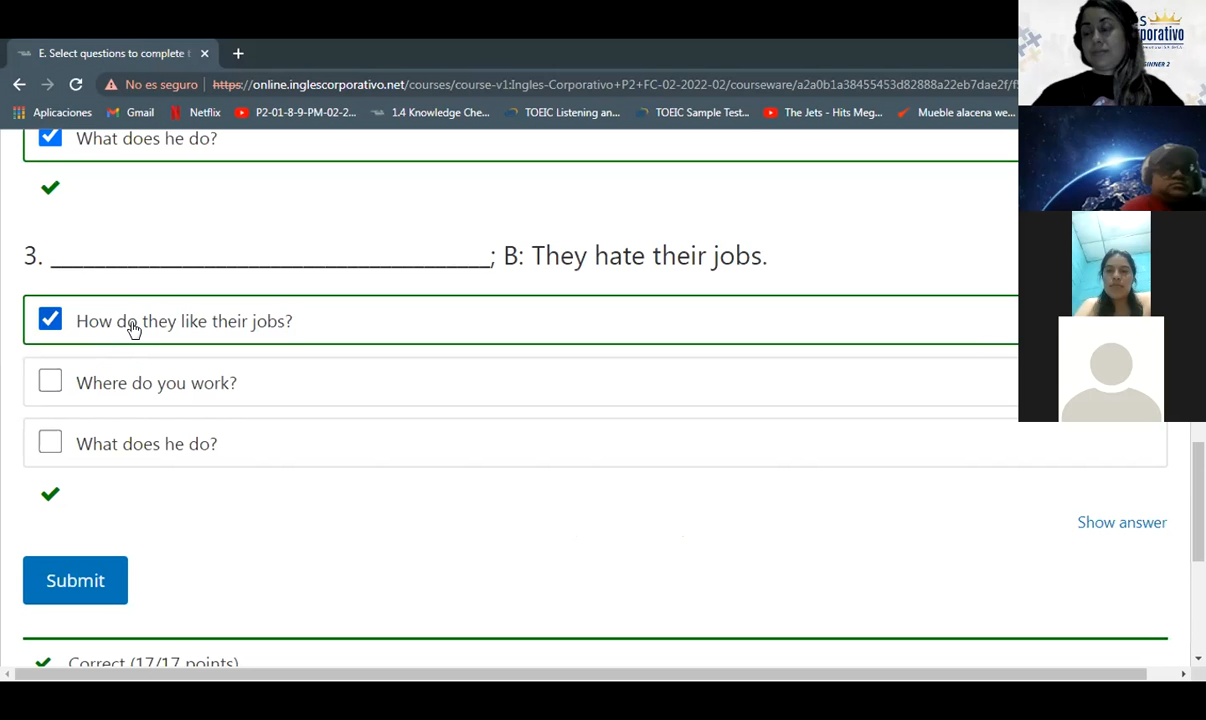 E. Select questions to complete t
No es seguro
https://online.inglescorporativo.net/courses/course-v1:Ingles-Corporativo+P2+FC-02-2022-02/courseware/a2a0b1a38455453d82888a22eb7dae2f/f
Aplicaciones
Gmail
Netflix
P2-01-8-9-PM-02-2...
1.4 Knowledge Che...
TOEIC Listening an...
TOEIC Sample Test...
The Jets - Hits Meg...
Mueble alacena we...
What does he do?
3. ____________________________________; B: They hate their jobs.
How do they like their jobs?
Where do you work?
What does he do?
Show answer
Submit
Correct (17/17 points)